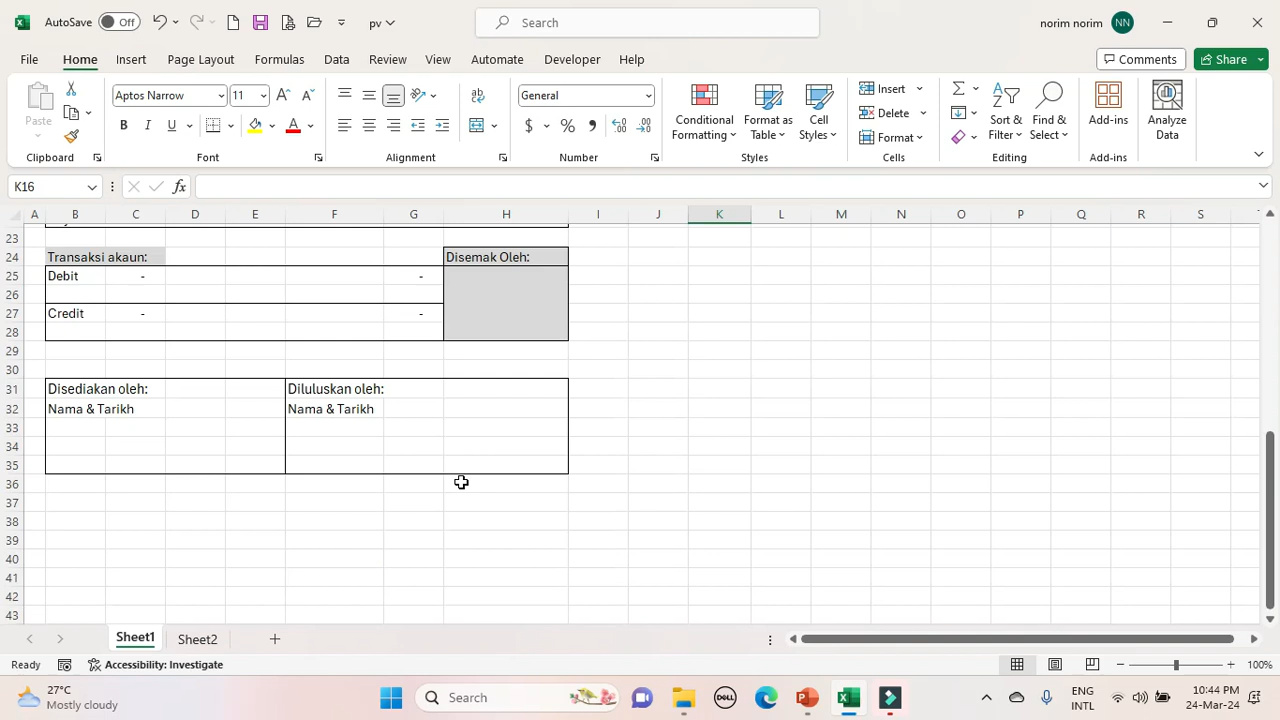 AutoSave Off pv Search norim norim NN
File Home Insert Page Layout Formulas Data Review View Automate Developer Help Comments Share
Paste Aptos Narrow 11 General Conditional Formatting Format as Table Cell Styles Insert Delete Format Sort & Filter Find & Select Add-ins Analyze Data
Clipboard Font Alignment Number Styles Cells Editing Add-ins
K16
A B C D E F G H I J K L M N O P Q R S
23
24 Transaksi akaun: Disemak Oleh:
25 Debit - -
26
27 Credit - -
28
29
30
31 Disediakan oleh: Diluluskan oleh:
32 Nama & Tarikh Nama & Tarikh
33
34
35
36
37
38
39
40
41
42
43
Sheet1 Sheet2
Ready Accessibility: Investigate 100%
27°C Mostly cloudy Search DELL ENG INTL 10:44 PM 24-Mar-24